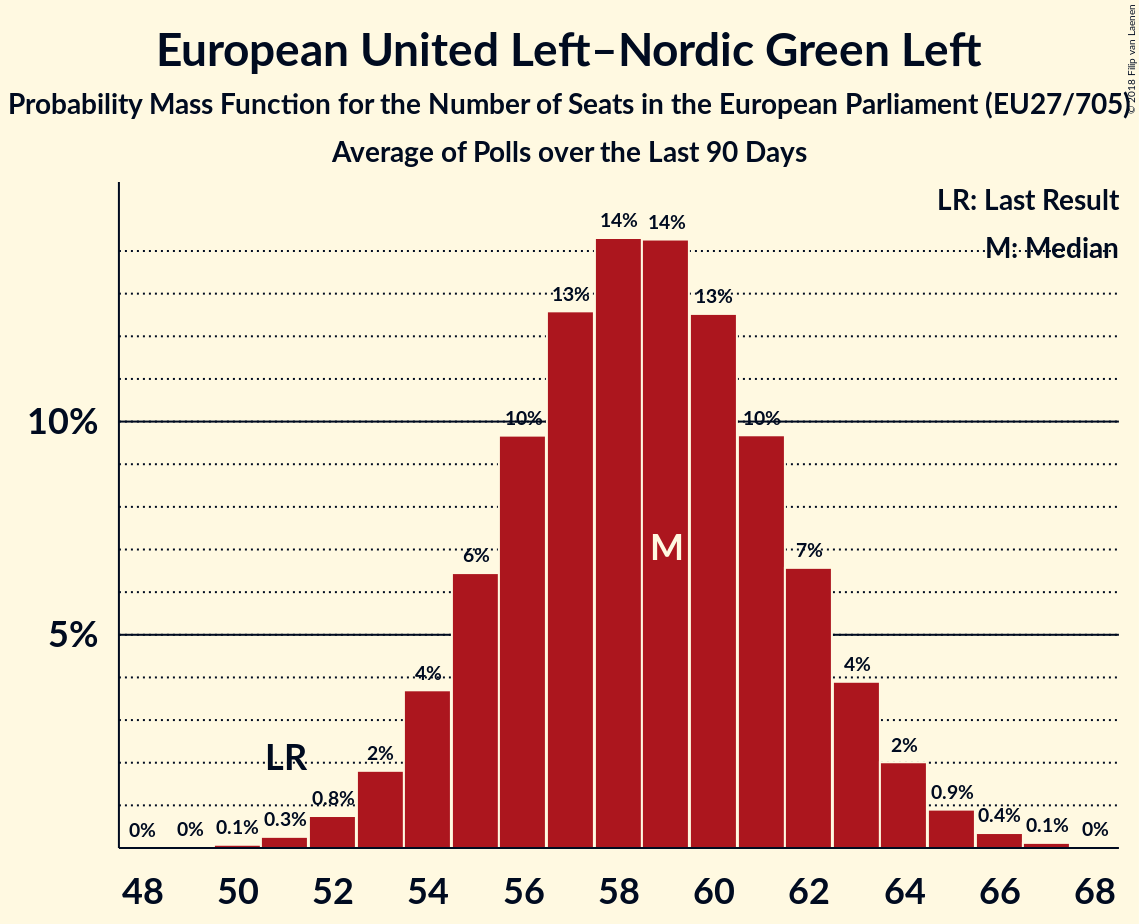 European United Left–Nordic Green Left
Probability Mass Function for the Number of Seats in the European Parliament (EU27/705)
Average of Polls over the Last 90 Days
© 2018 Filip van Laenen
LR: Last Result
M: Median
14% 14%
13% 13%
10% 10% 10%
6% M 7%
5%
4% 4%
LR 2% 2%
0% 0% 0.1% 0.3% 0.8% 0.9% 0.4% 0.1% 0%
48 50 52 54 56 58 60 62 64 66 68